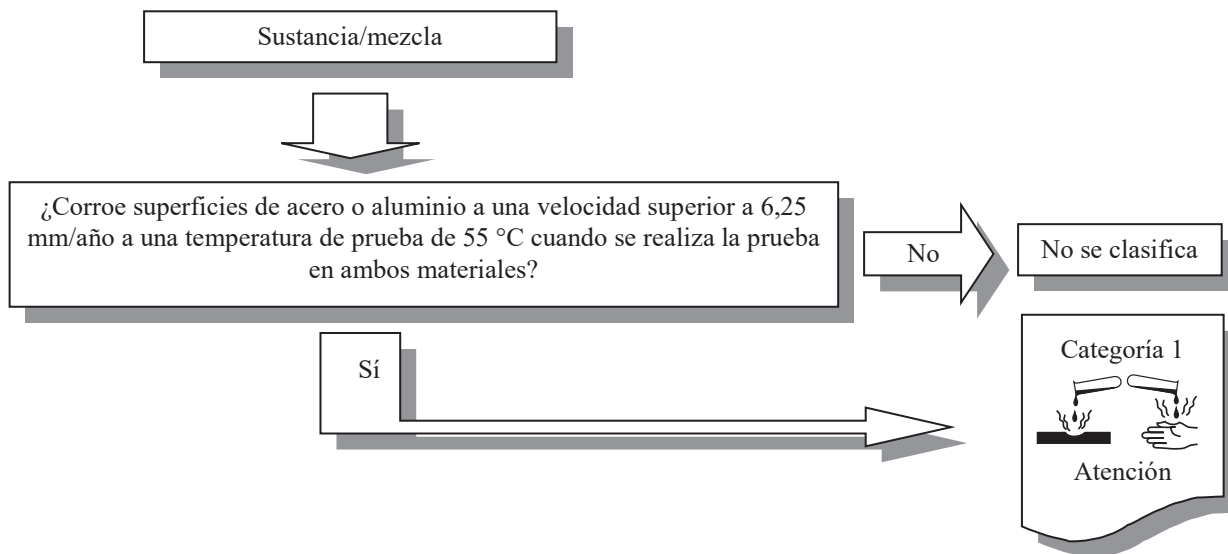 Sustancia/mezcla
¿Corroe superficies de acero o aluminio a una velocidad superior a 6,25
mm/año a una temperatura de prueba de 55 °C cuando se realiza la prueba
en ambos materiales?
No
No se clasifica
Sí
Categoría 1
Atención